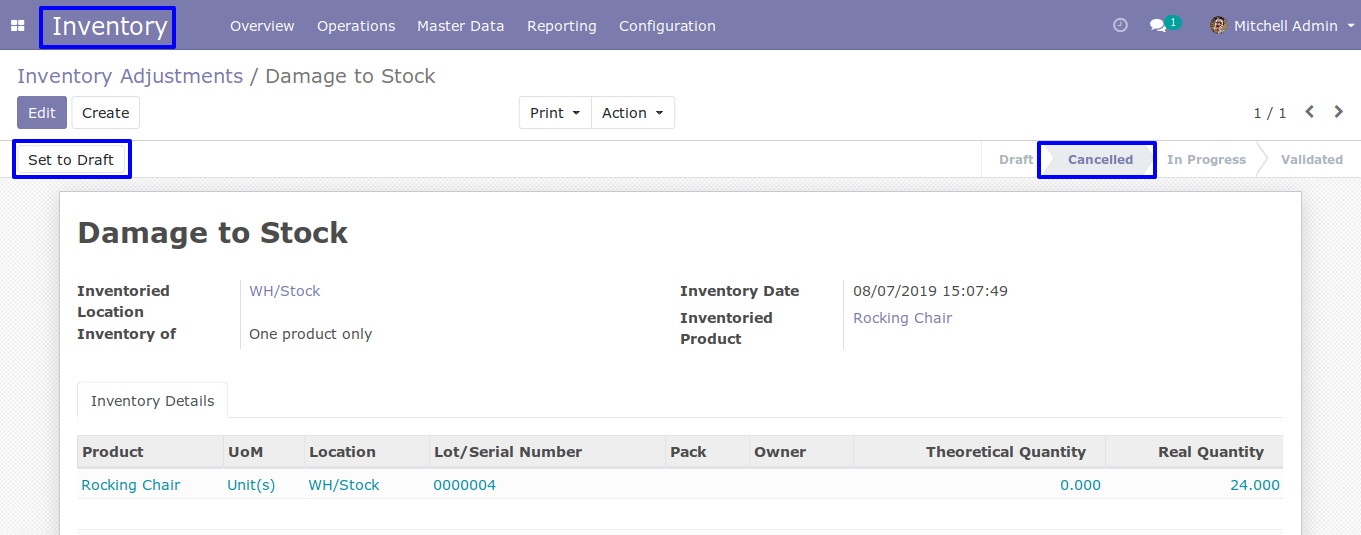 Inventory Overview Operations Master Data Reporting Configuration 1 Mitchell Admin
Inventory Adjustments / Damage to Stock
Edit Create Print Action 1 / 1
Set to Draft Draft Cancelled In Progress Validated
Damage to Stock
Inventoried Location WH/Stock Inventory Date 08/07/2019 15:07:49
Inventory of One product only Inventoried Product Rocking Chair
Inventory Details
Product UoM Location Lot/Serial Number Pack Owner Theoretical Quantity Real Quantity
Rocking Chair Unit(s) WH/Stock 0000004 0.000 24.000